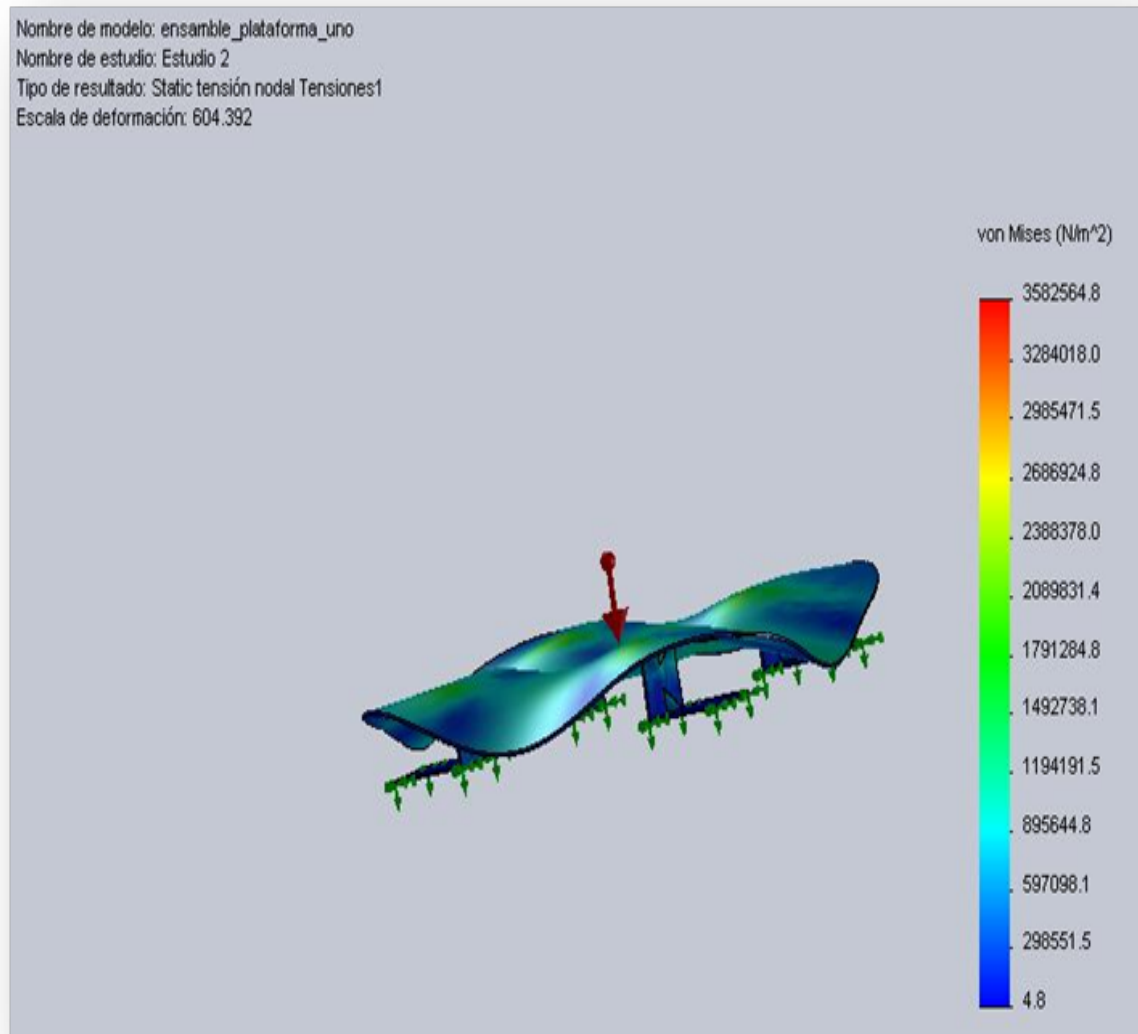 Nombre de modelo: ensamble_plataforma_uno
Nombre de estudio: Estudio 2
Tipo de resultado: Static tensión nodal Tensiones1
Escala de deformación: 604.392
von Mises (N/m^2)
3582564.8
3284018.0
2985471.5
2686924.8
2388378.0
2089831.4
1791284.8
1492738.1
1194191.5
895644.8
597098.1
298551.5
4.8